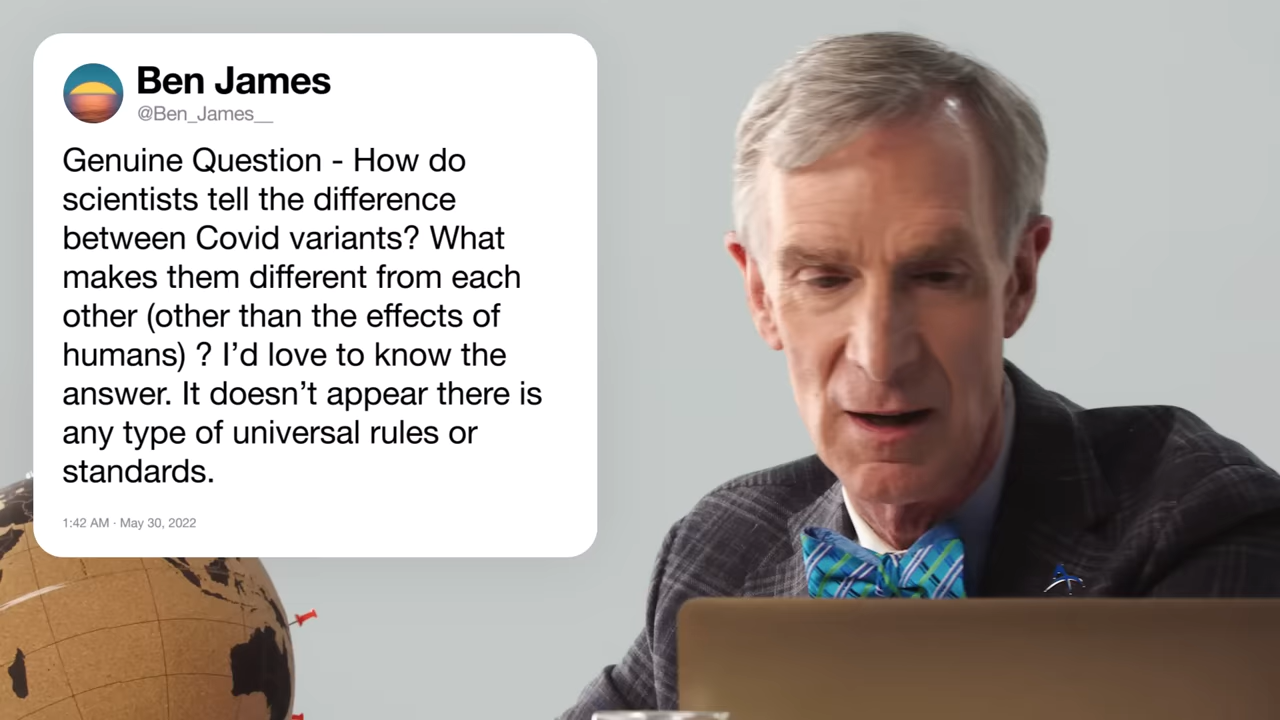 Ben James
@Ben_James__
Genuine Question - How do
scientists tell the difference
between Covid variants? What
makes them different from each
other (other than the effects of
humans) ? I’d love to know the
answer. It doesn’t appear there is
any type of universal rules or
standards.
1:42 AM · May 30, 2022